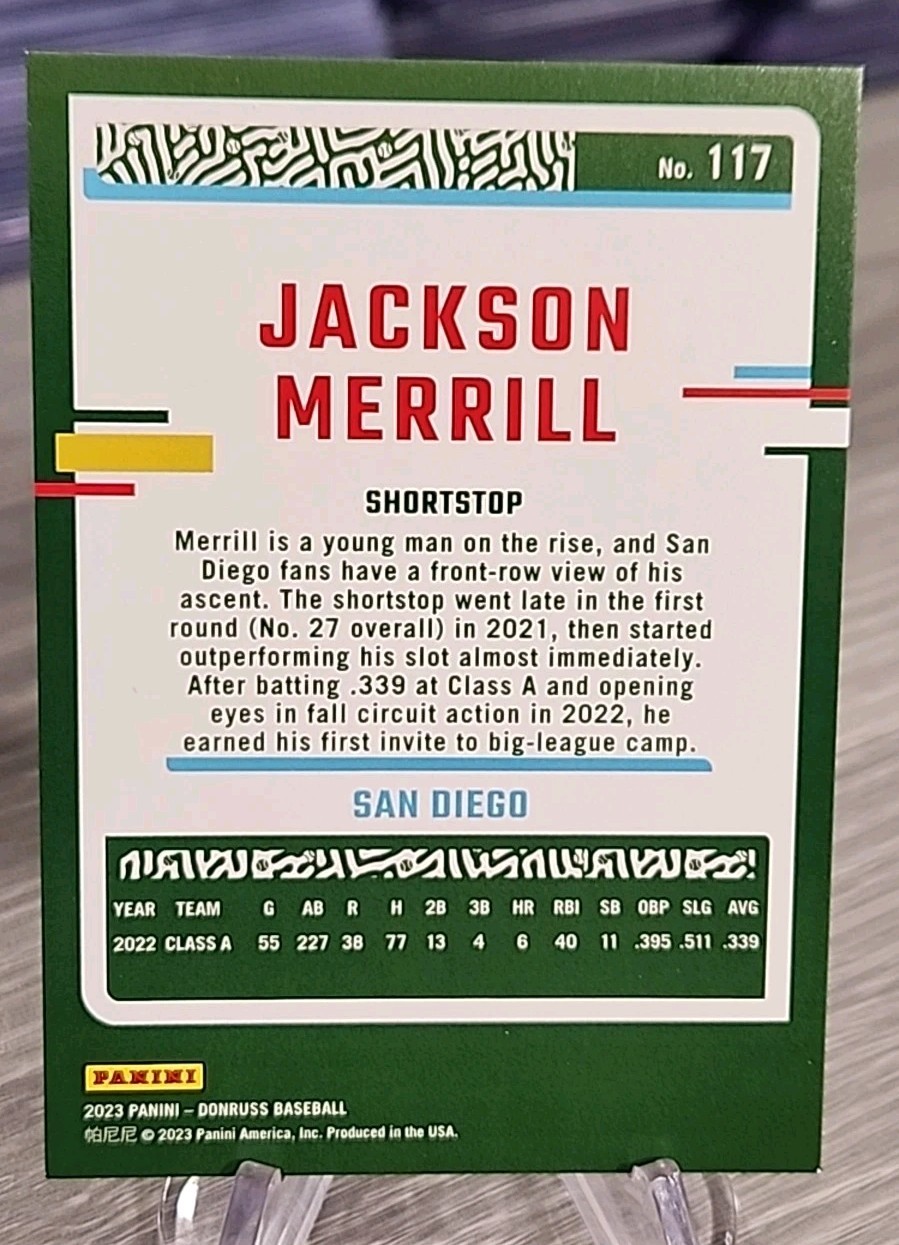 No. 117
JACKSON
MERRILL
SHORTSTOP
Merrill is a young man on the rise, and San
Diego fans have a front-row view of his
ascent. The shortstop went late in the first
round (No. 27 overall) in 2021, then started
outperforming his slot almost immediately.
After batting .339 at Class A and opening
eyes in fall circuit action in 2022, he
earned his first invite to big-league camp.
SAN DIEGO
YEAR TEAM G AB R H 2B 3B HR RBI SB OBP SLG AVG
2022 CLASS A 55 227 38 77 13 4 6 40 11 .395 .511 .339
PANINI
2023 PANINI – DONRUSS BASEBALL
帕尼尼 © 2023 Panini America, Inc. Produced in the USA.